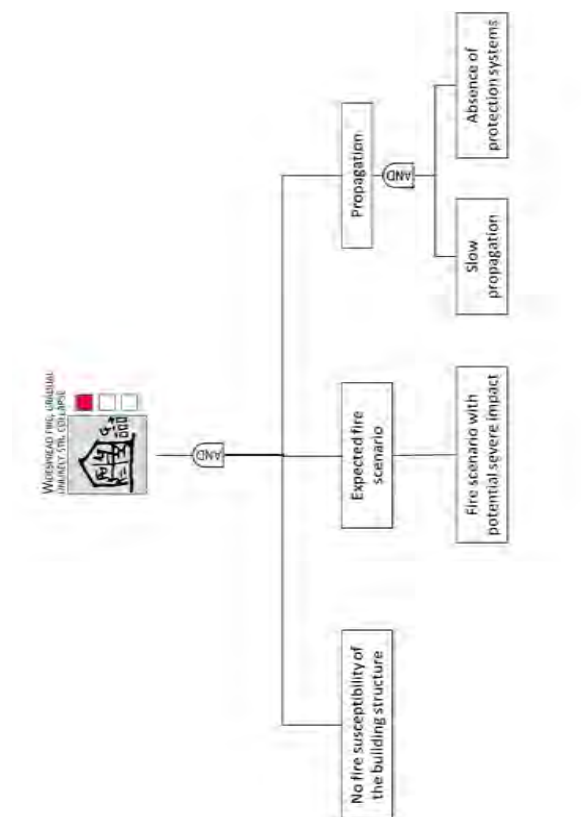 WIDESPREAD FIRE, GRADUAL
UNLIKELY STR. COLLAPSE
AND
No fire susceptibility of
the building structure
Expected fire
scenario
Propagation
AND
Fire scenario with
potential severe impact
Slow
propagation
Absence of
protection systems